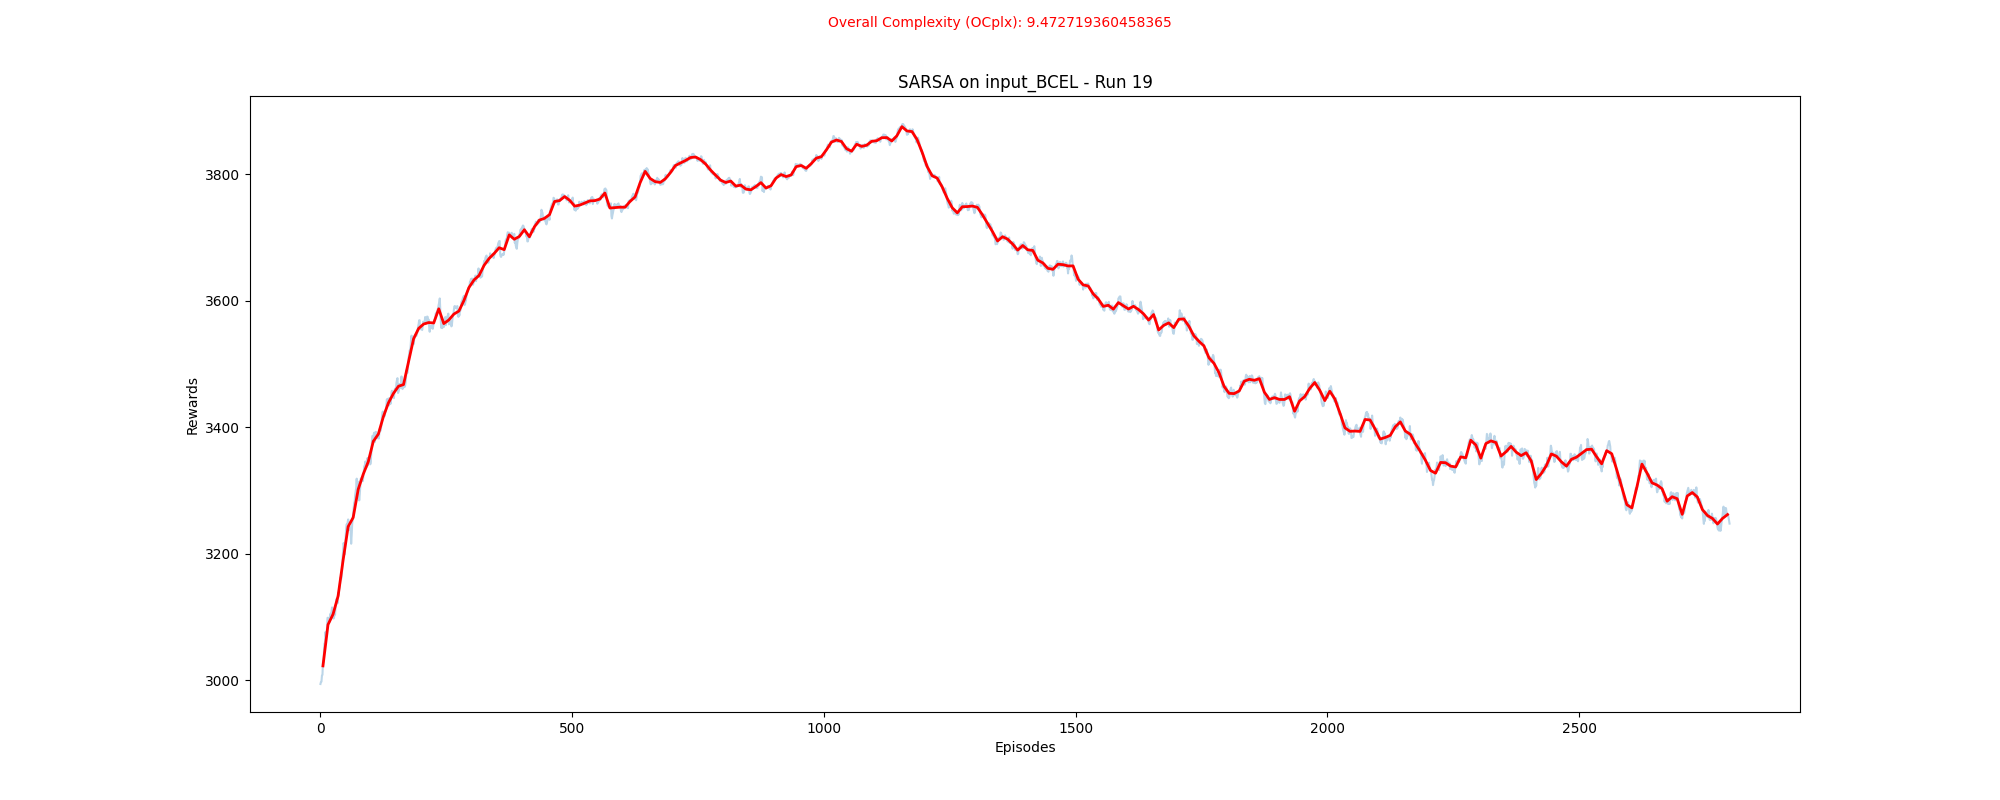 Overall Complexity (OCplx): 9.472719360458365
SARSA on input_BCEL - Run 19
Rewards
3800
3600
3400
3200
3000
0 500 1000 1500 2000 2500
Episodes